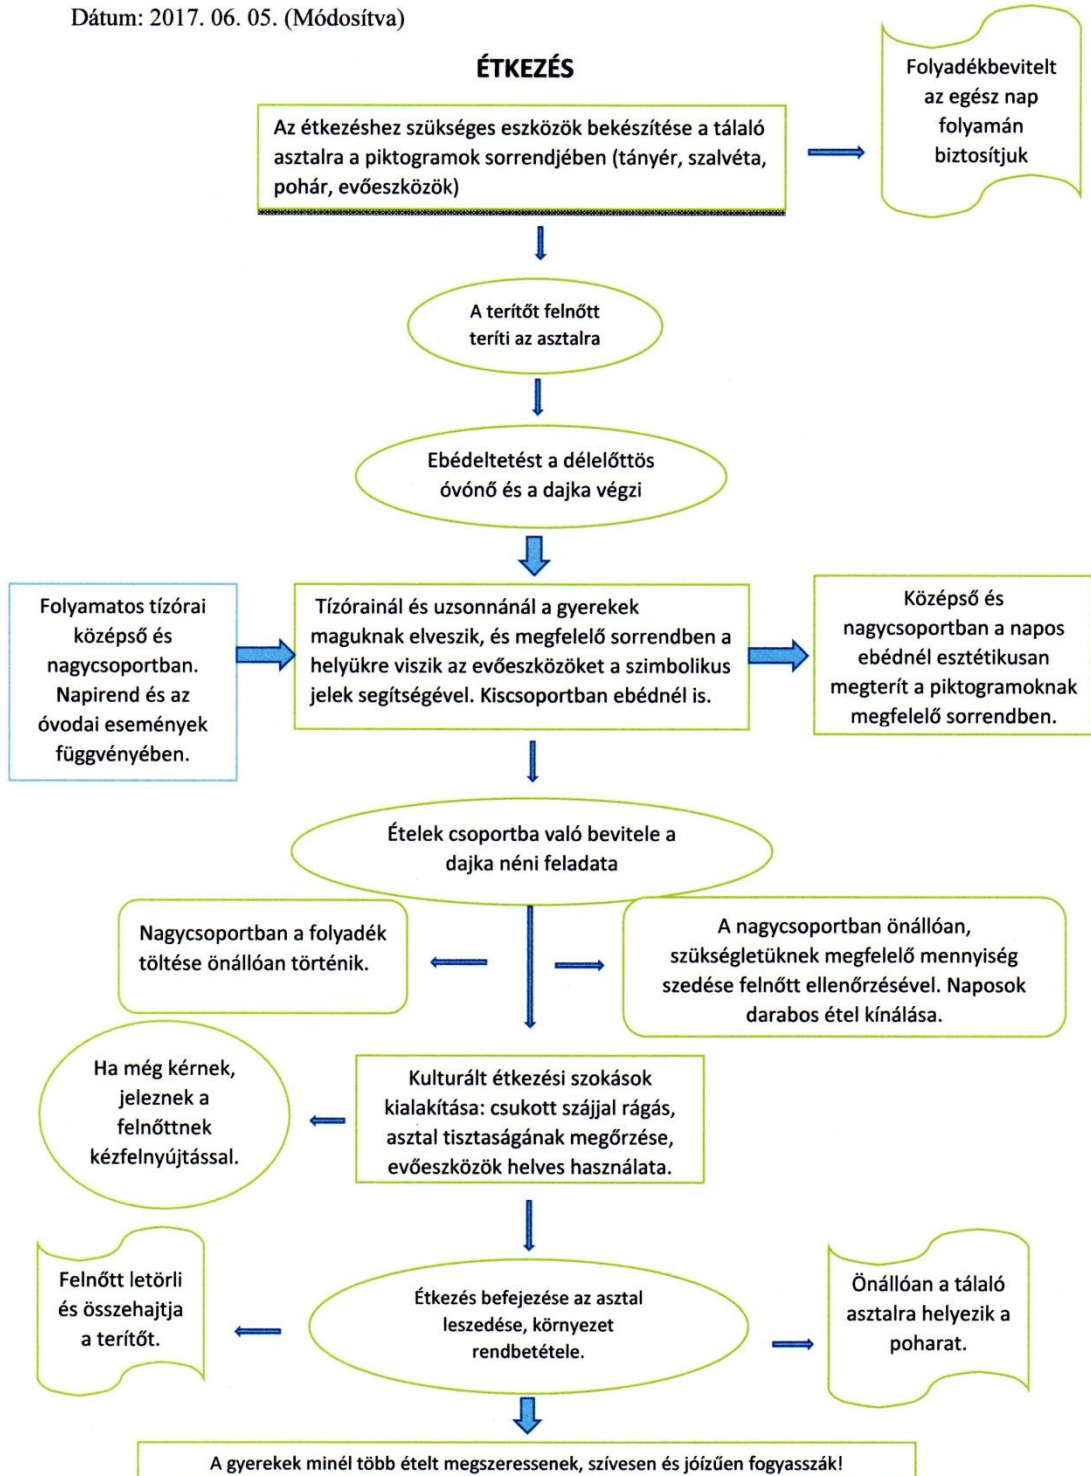 Dátum: 2017. 06. 05. (Módosítva)
ÉTKEZÉS
Az étkezéshez szükséges eszközök bekészítése a tálaló
asztalra a piktogramok sorrendjében (tányér, szalvéta,
pohár, evőeszközök)
Folyadékbevitelt
az egész nap
folyamán
biztosítjuk
A terítőt felnőtt
teríti az asztalra
Ebédeltetést a délelőttös
óvónő és a dajka végzi
Folyamatos tízórai
középső és
nagycsoportban.
Napirend és az
óvodai események
függvényében.
Tízórainál és uzsonnánál a gyerekek
maguknak elveszik, és megfelelő sorrendben a
helyükre viszik az evőeszközöket a szimbolikus
jelek segítségével. Kiscsoportban ebédnél is.
Középső és
nagycsoportban a napos
ebédnél esztétikusan
megterít a piktogramoknak
megfelelő sorrendben.
Ételek csoportba való bevitele a
dajka néni feladata
Nagycsoportban a folyadék
töltése önállóan történik.
A nagycsoportban önállóan,
szükségletüknek megfelelő mennyiség
szedése felnőtt ellenőrzésével. Naposok
darabos étel kínálása.
Ha még kérnek,
jeleznek a
felnőttnek
kézfelnyújtással.
Kulturált étkezési szokások
kialakítása: csukott szájjal rágás,
asztal tisztaságának megőrzése,
evőeszközök helves használata.
Felnőtt letörli
és összehajtja
a terítőt.
Étkezés befejezése az asztal
leszedése, környezet
rendbetétele.
Önállóan a tálaló
asztalra helyezik a
poharat.
A gyerekek minél több ételt megszeressenek, szívesen és jóízűen fogyasszák!